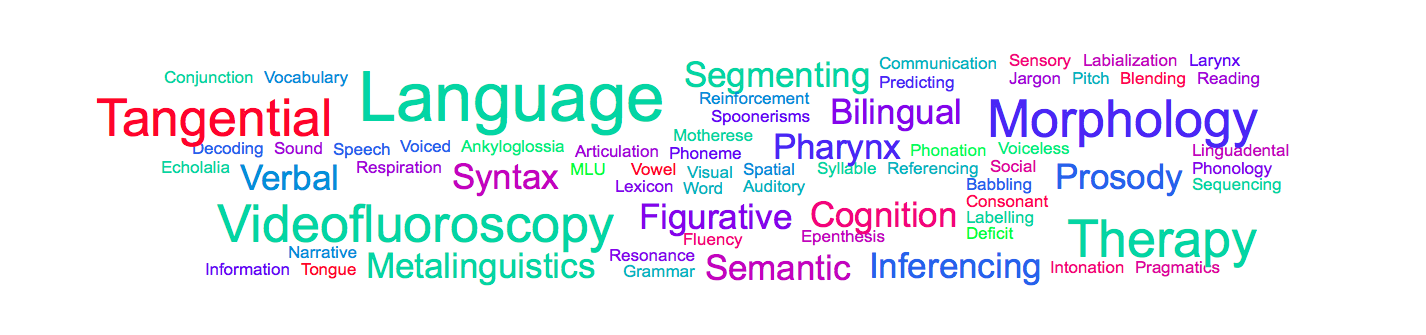 Communication Sensory Labialization Larynx
Conjunction Vocabulary Language Segmenting Predicting Jargon Pitch Blending Reading
Tangential Reinforcement Bilingual Morphology
Spoonerisms
Motherese
Decoding Sound Speech Voiced Ankyloglossia Articulation Phoneme Pharynx Phonation Voiceless Linguadental
Echolalia Verbal Respiration Syntax MLU Vowel Visual Spatial Syllable Referencing Social Prosody Phonology
Lexicon Word Auditory Babbling Sequencing
Consonant
Videofluoroscopy Figurative Cognition Labelling Therapy
Fluency Epenthesis Deficit
Narrative Resonance
Information Tongue Metalinguistics Grammar Semantic Inferencing Intonation Pragmatics